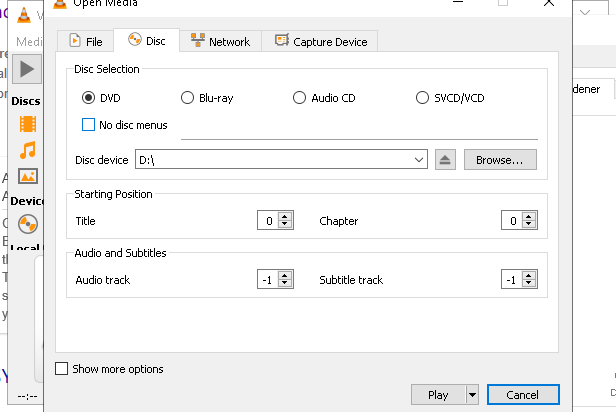 Open Media
Medi
File
Disc
Network
Capture Device
dener
Disc Selection
DVD
Blu-ray
Audio CD
SVCD/VCD
No disc menus
Disc device
D:\
Browse...
Starting Position
Title
0
Chapter
0
Audio and Subtitles
Audio track
-1
Subtitle track
-1
Show more options
Play
Cancel
Discs
Device
Local
--:--